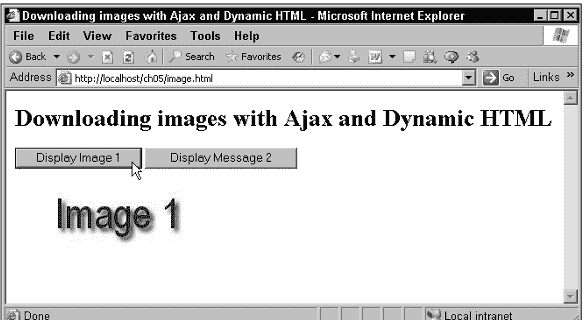 Downloading images with Ajax and Dynamic HTML - Microsoft Internet Explorer
File Edit View Favorites Tools Help
Back Search Favorites
Address http://localhost/ch05/image.html Go Links »
Downloading images with Ajax and Dynamic HTML
Display Image 1 Display Message 2
Image 1
Done Local intranet